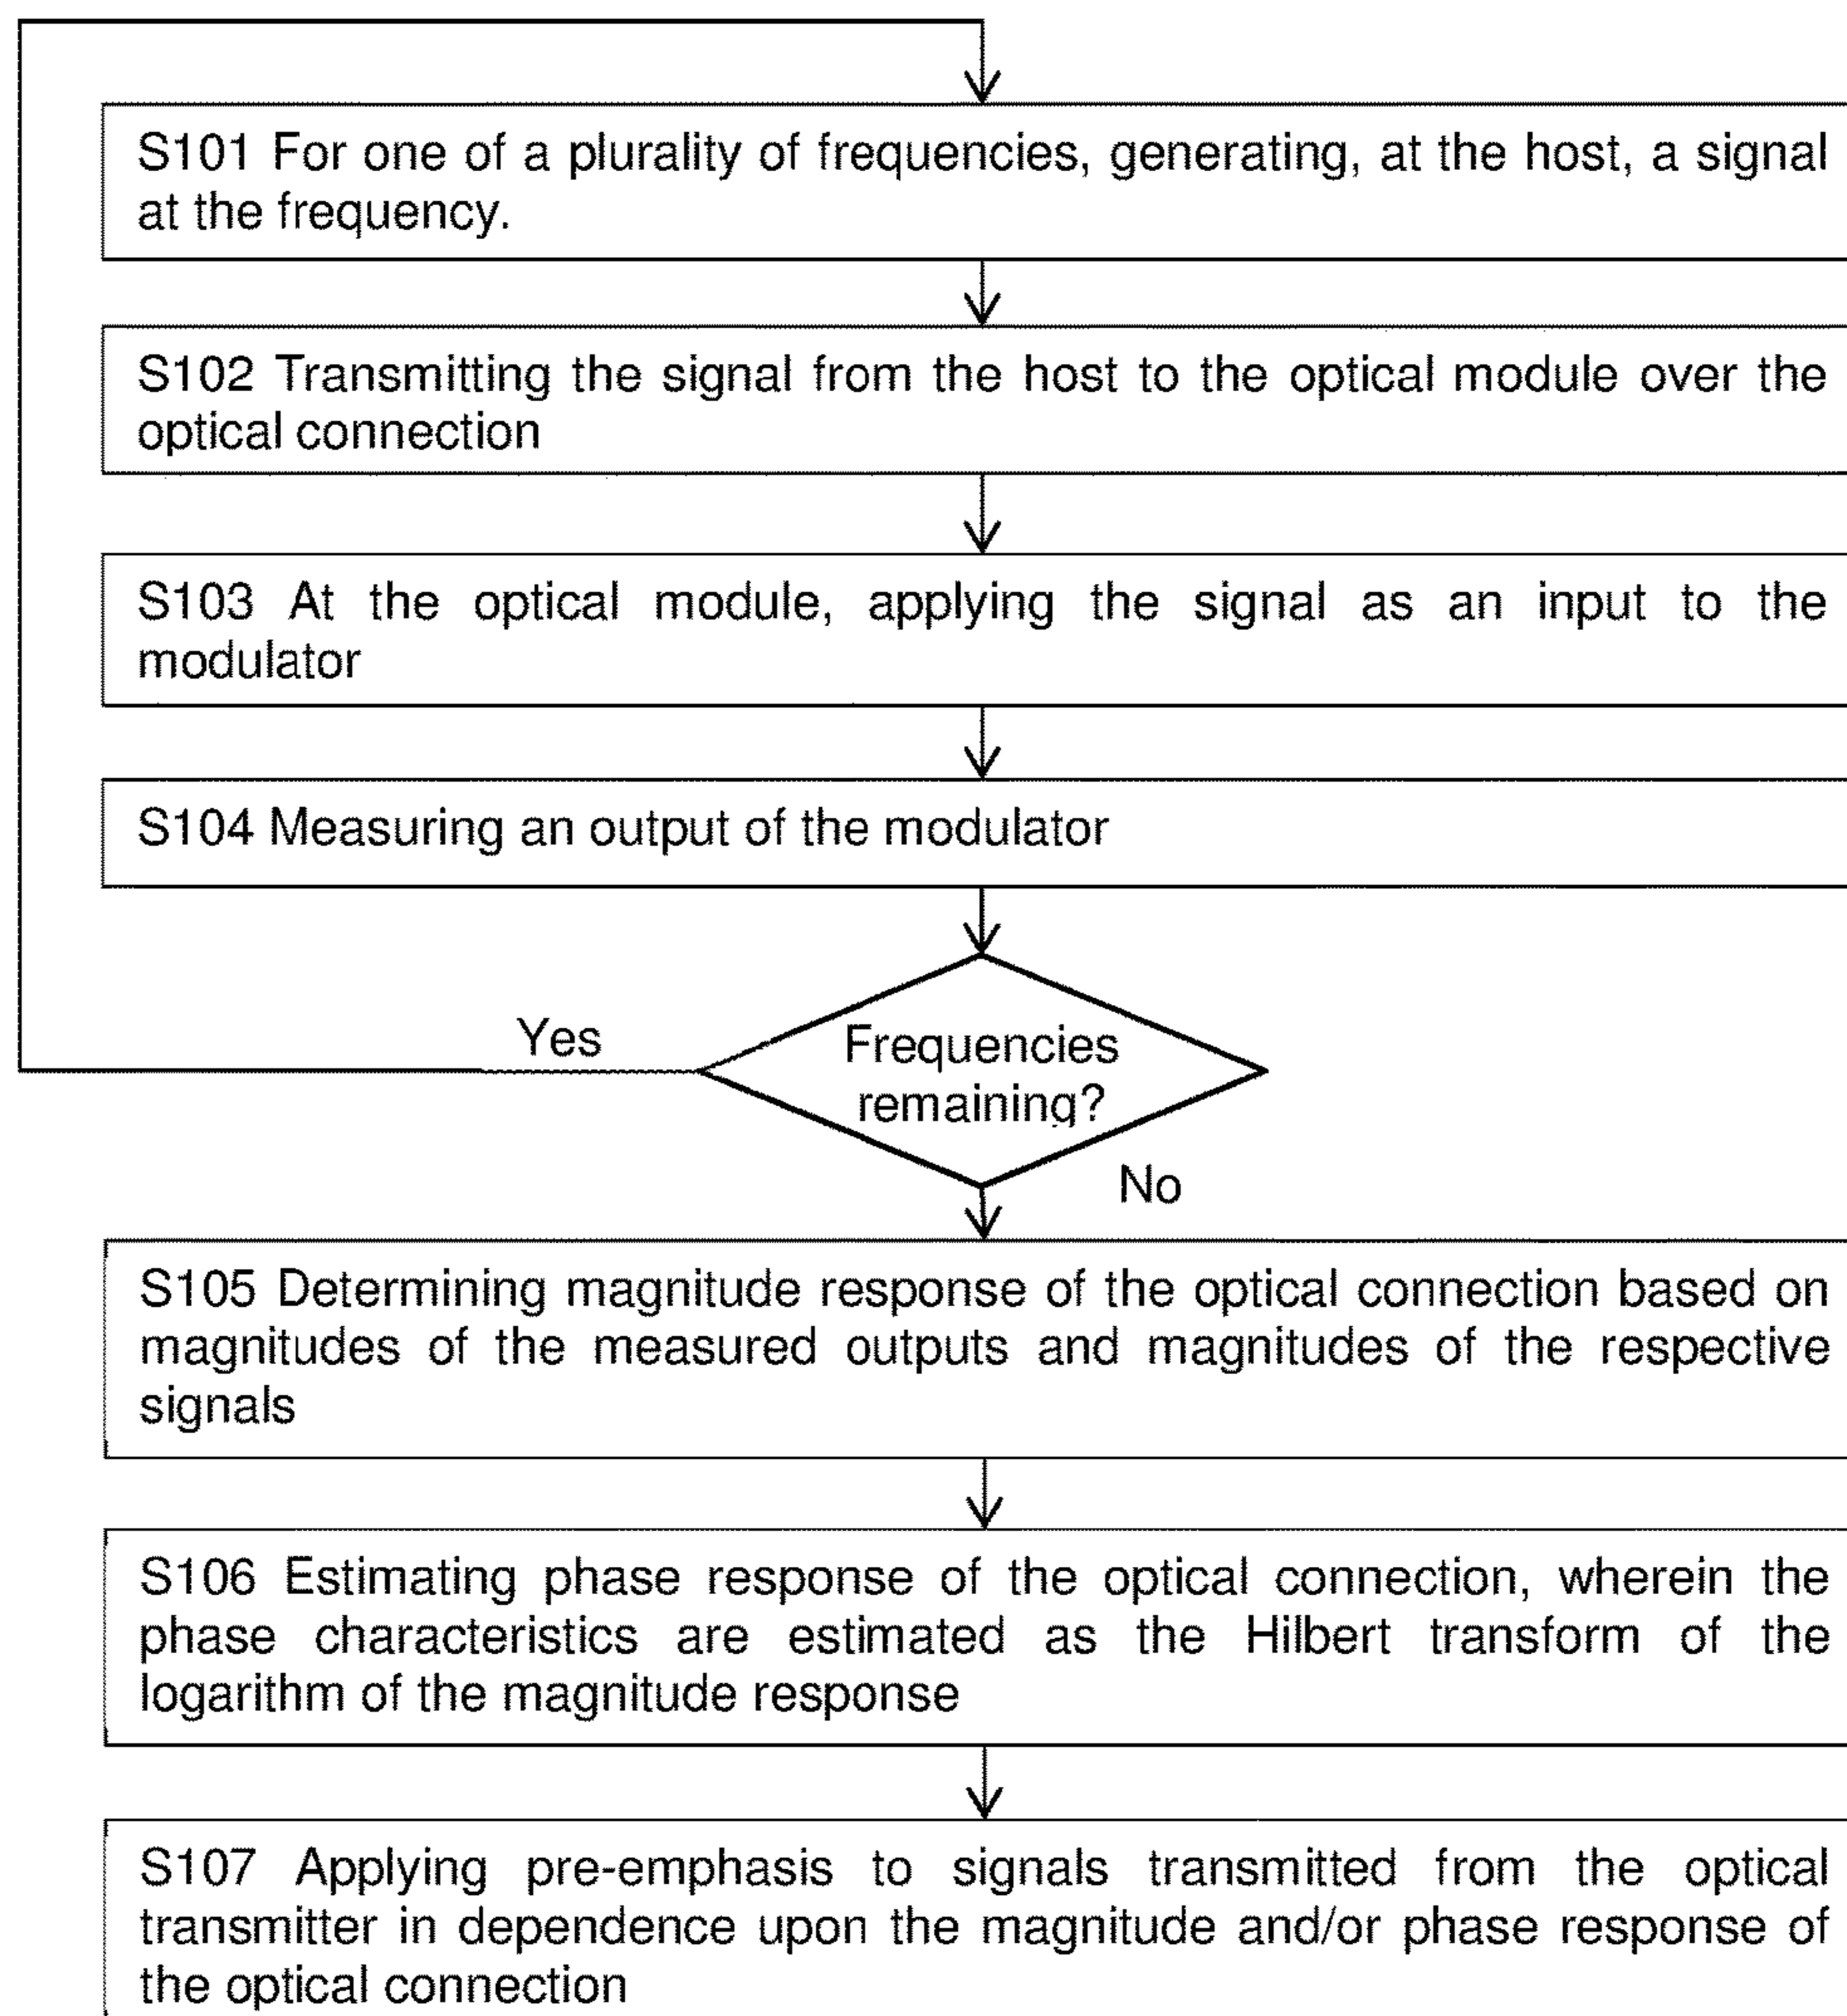 S101 For one of a plurality of frequencies, generating, at the host, a signal
at the frequency.
S102 Transmitting the signal from the host to the optical module over the
optical connection
S103 At the optical module, applying the signal as an input to the
modulator
S104 Measuring an output of the modulator
Yes
Frequencies
remaining?
No
S105 Determining magnitude response of the optical connection based on
magnitudes of the measured outputs and magnitudes of the respective
signals
S106 Estimating phase response of the optical connection, wherein the
phase characteristics are estimated as the Hilbert transform of the
logarithm of the magnitude response
S107 Applying pre-emphasis to signals transmitted from the optical
transmitter in dependence upon the magnitude and/or phase response of
the optical connection